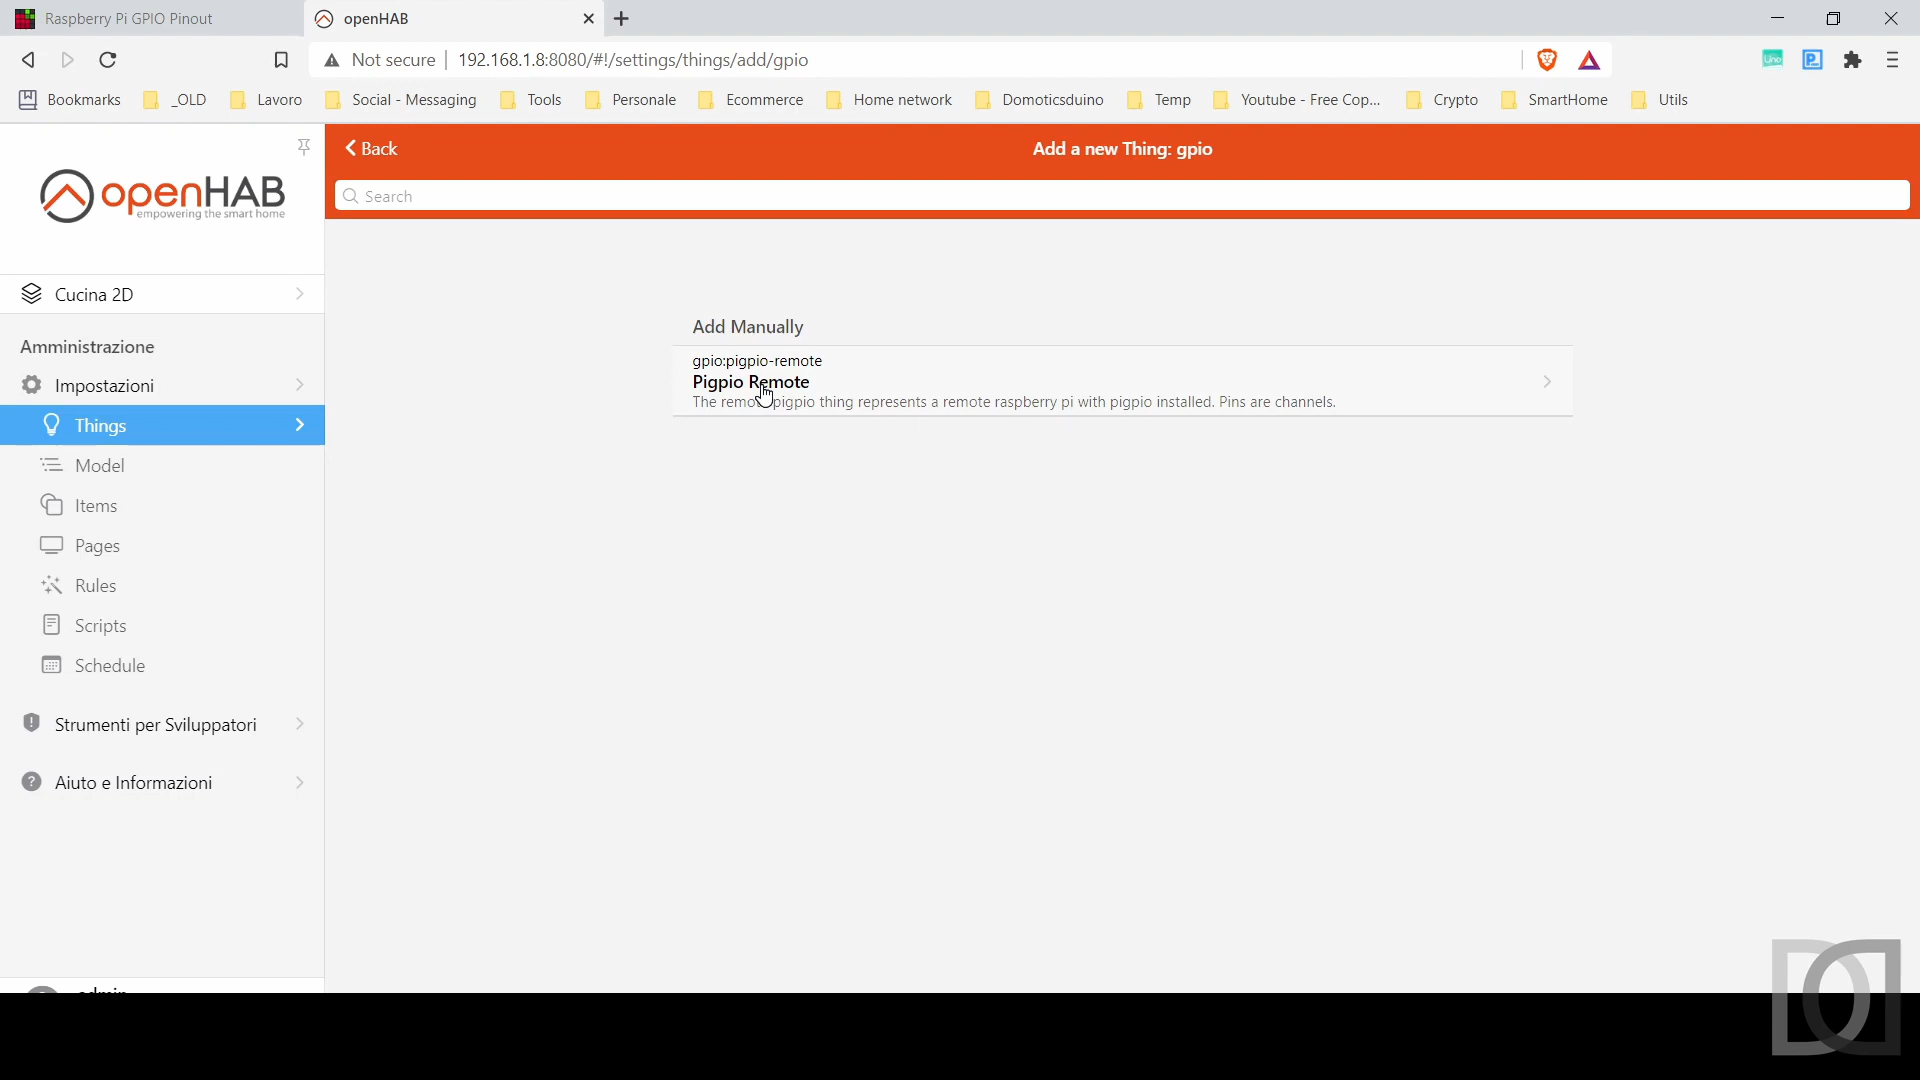 Raspberry Pi GPIO Pinout
openHAB
Not secure
192.168.1.8:8080/#!/settings/things/add/gpio
Bookmarks
_OLD
Lavoro
Social - Messaging
Tools
Personale
Ecommerce
Home network
Domoticsduino
Temp
Youtube - Free Cop...
Crypto
SmartHome
Utils
openHAB
empowering the smart home
Cucina 2D
Amministrazione
Impostazioni
Things
Model
Items
Pages
Rules
Scripts
Schedule
Strumenti per Sviluppatori
Aiuto e Informazioni
Back
Add a new Thing: gpio
Search
Add Manually
gpio:pigpio-remote
Pigpio Remote
The remote pigpio thing represents a remote raspberry pi with pigpio installed. Pins are channels.